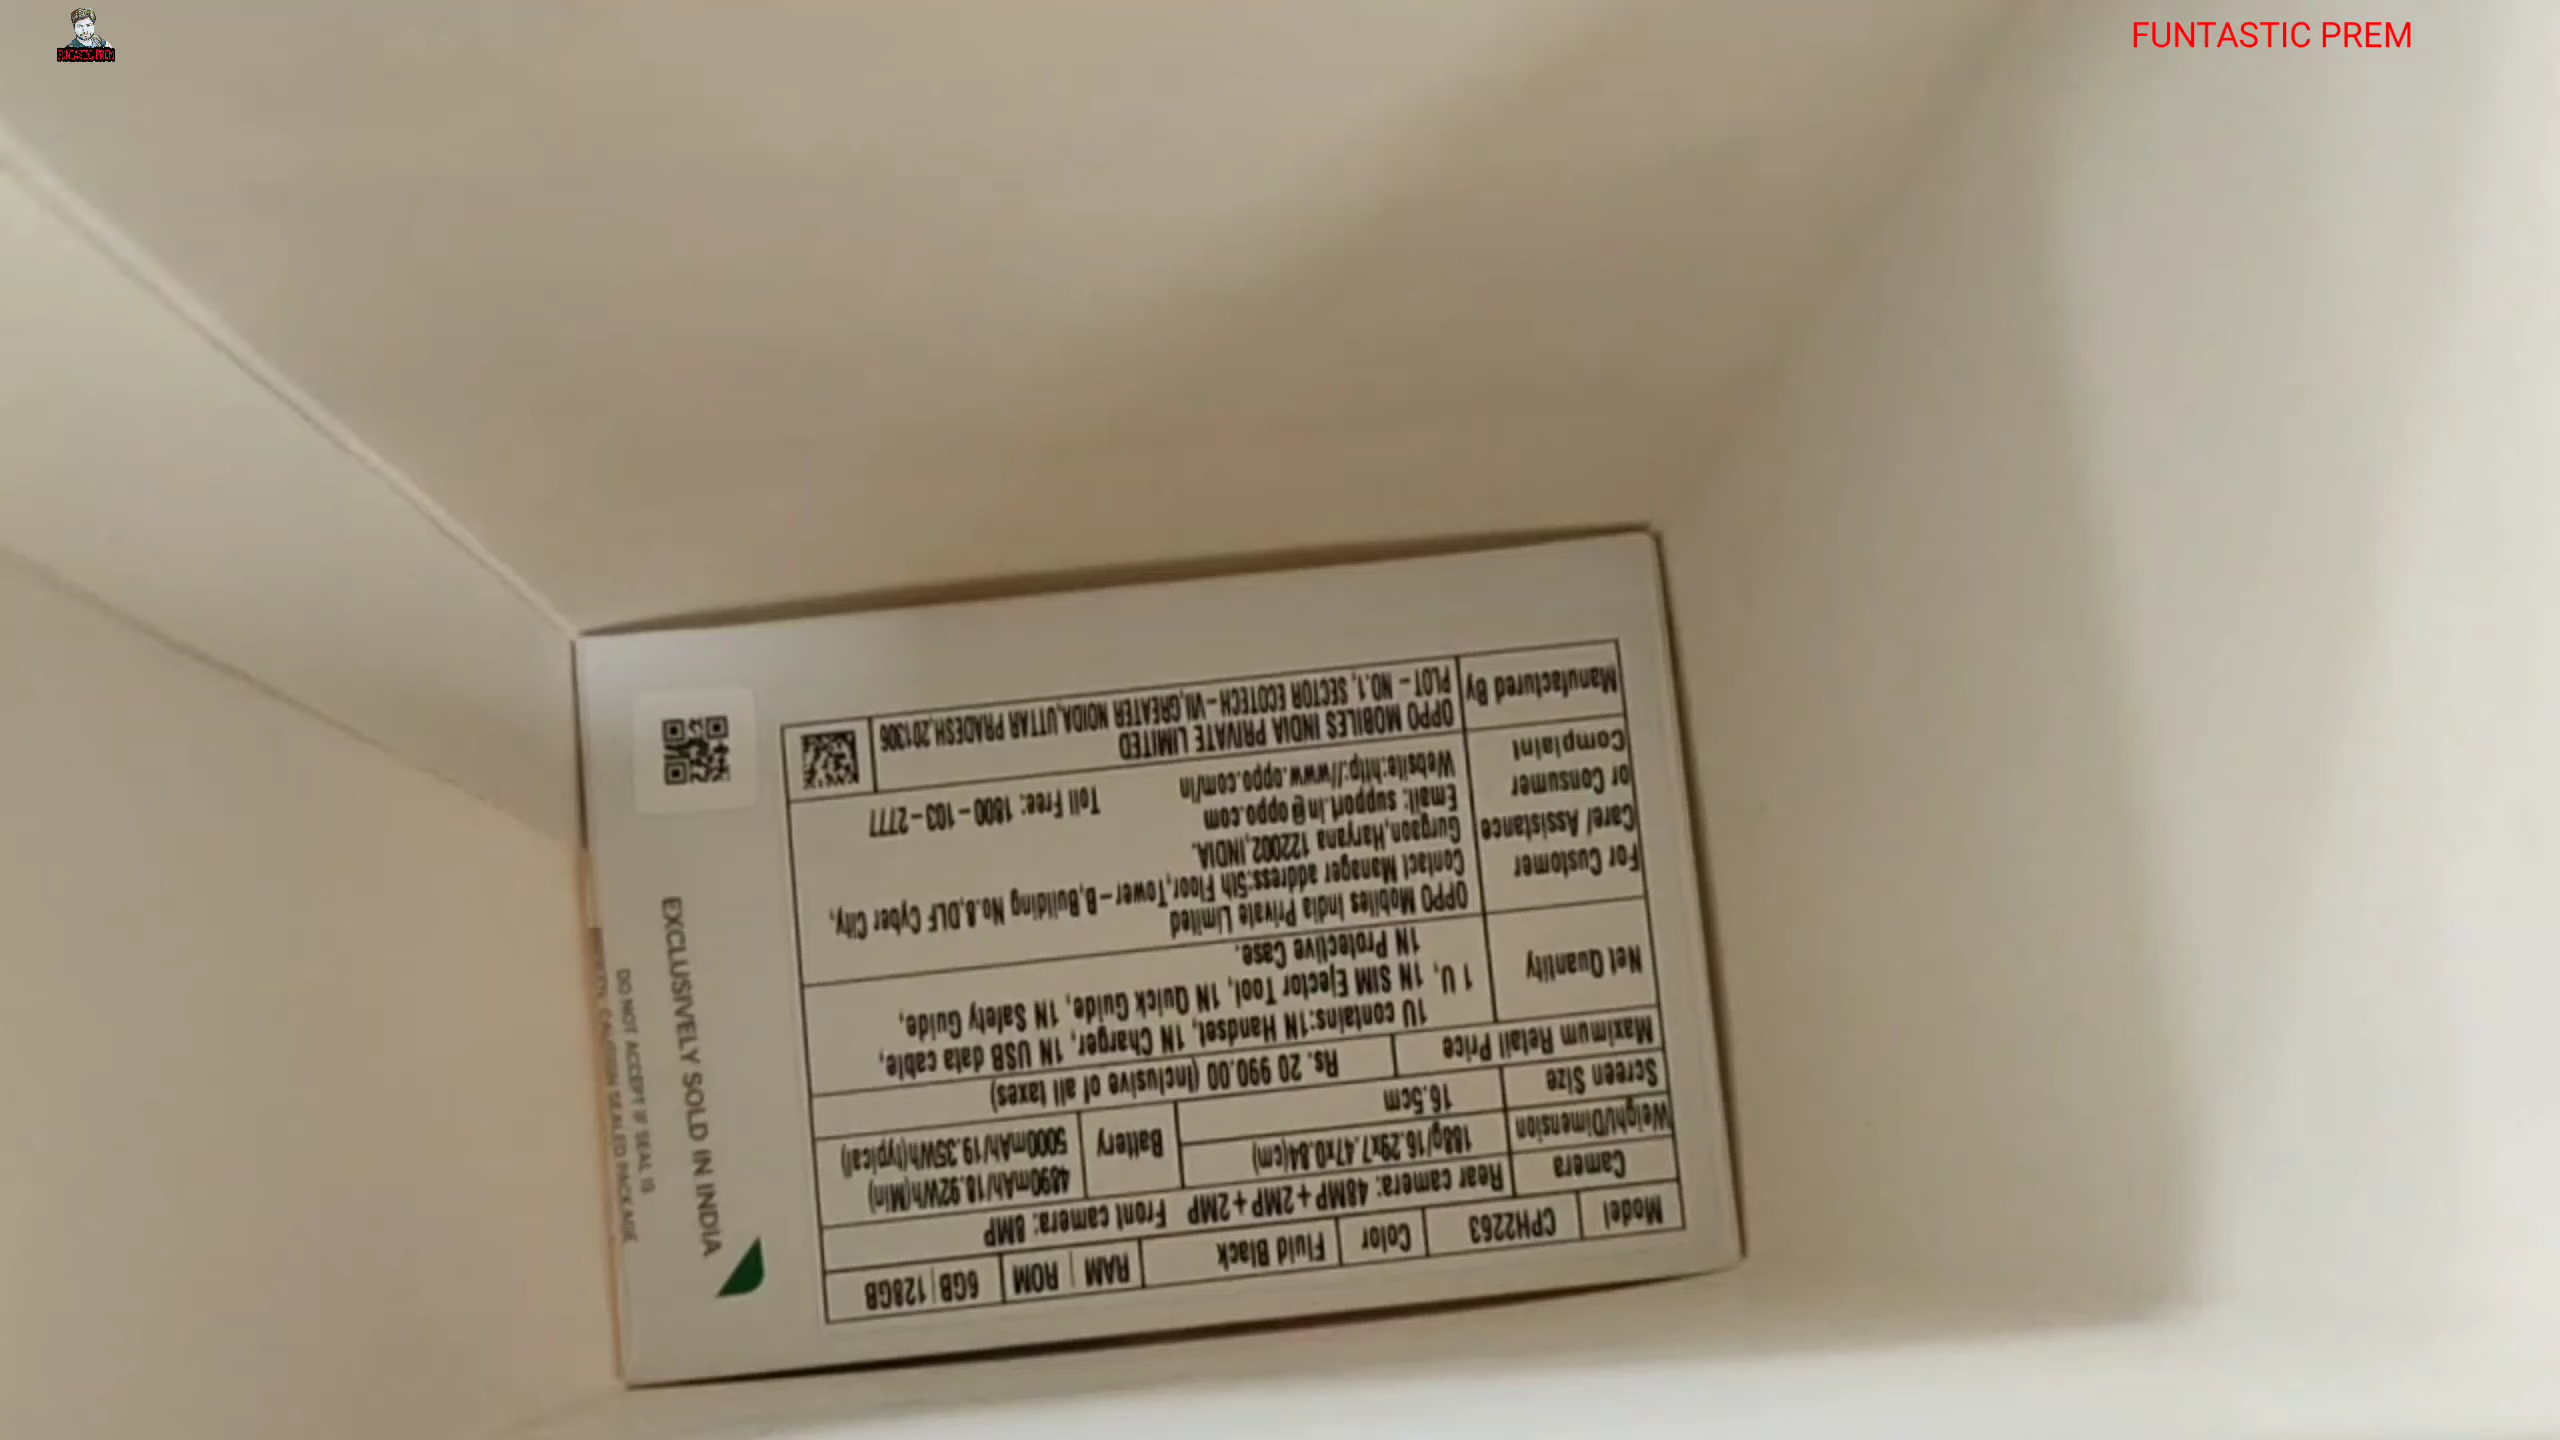 FUNTASTIC PREM
Model CPH2263 Color Fluid Black RAM | ROM 6GB | 128GB
Camera Rear camera: 48MP+2MP+2MP Front camera: 8MP
Weight/Dimension 188g/16.29x7.47x0.84(cm) Battery 4890mAh/18.92Wh(Min)
5000mAh/19.35Wh(typical)
Screen Size 16.5cm
Maximum Retail Price Rs. 20 990.00 (Inclusive of all taxes)
Net Quantity
1U contains:1N Handset, 1N Charger, 1N USB data cable,
1 U, 1N SIM Ejector Tool, 1N Quick Guide, 1N Safety Guide,
1N Protective Case.
For Customer
Care/ Assistance
or Consumer
Complaint
OPPO Mobiles India Private Limited
Contact Manager address:5th Floor,Tower-B,Building No.8,DLF Cyber City,
Gurgaon,Haryana 122002,INDIA.
Email: support.in@oppo.com Toll Free: 1800-103-2777
Website:http://www.oppo.com/in
Manufactured By
OPPO MOBILES INDIA PRIVATE LIMITED
PLOT - NO.1, SECTOR ECOTECH-VII,GREATER NOIDA,UTTAR PRADESH,201306
EXCLUSIVELY SOLD IN INDIA
DO NOT ACCEPT IF SEAL IS
SEALED PACKAGE